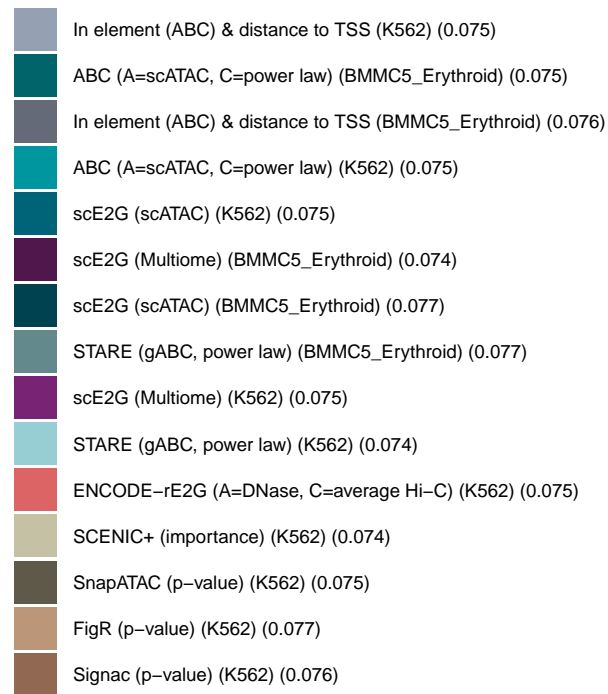 In element (ABC) & distance to TSS (K562) (0.075)
ABC (A=scATAC, C=power law) (BMMC5_Erythroid) (0.075)
In element (ABC) & distance to TSS (BMMC5_Erythroid) (0.076)
ABC (A=scATAC, C=power law) (K562) (0.075)
scE2G (scATAC) (K562) (0.075)
scE2G (Multiome) (BMMC5_Erythroid) (0.074)
scE2G (scATAC) (BMMC5_Erythroid) (0.077)
STARE (gABC, power law) (BMMC5_Erythroid) (0.077)
scE2G (Multiome) (K562) (0.075)
STARE (gABC, power law) (K562) (0.074)
ENCODE−rE2G (A=DNase, C=average Hi−C) (K562) (0.075)
SCENIC+ (importance) (K562) (0.074)
SnapATAC (p−value) (K562) (0.075)
FigR (p−value) (K562) (0.077)
Signac (p−value) (K562) (0.076)